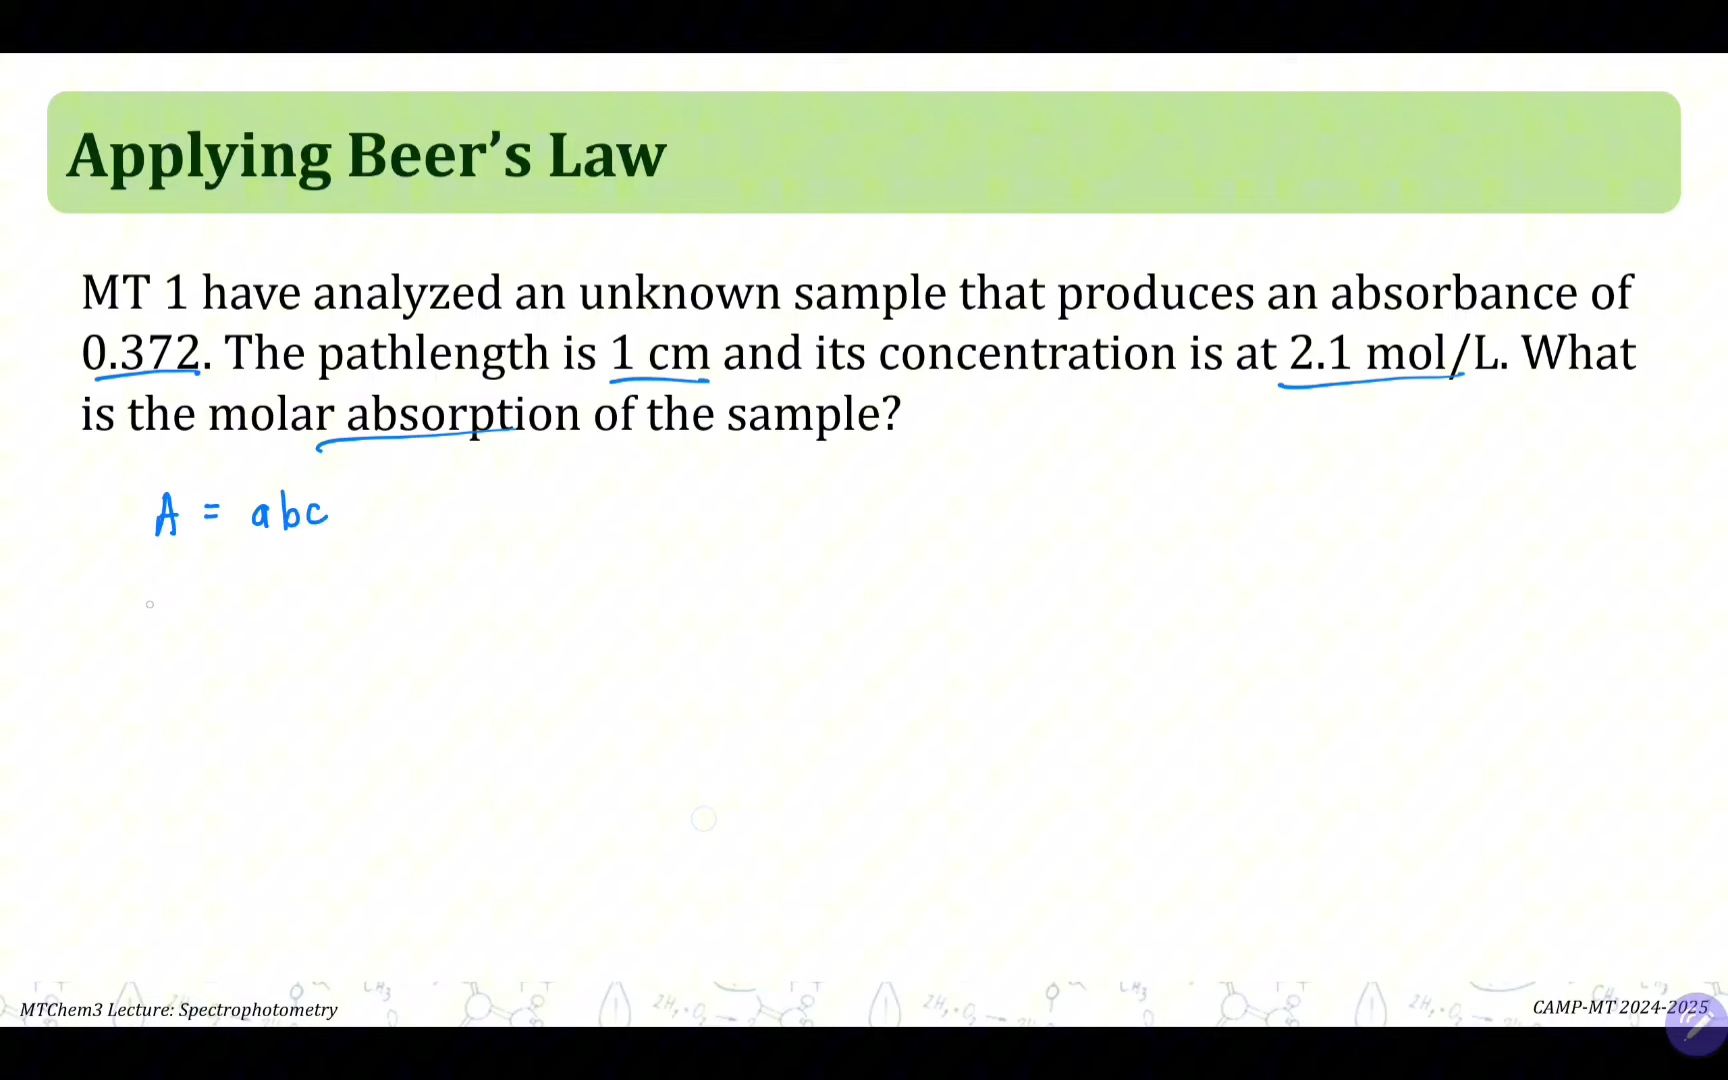 Applying Beer’s Law
MT 1 have analyzed an unknown sample that produces an absorbance of
0.372. The pathlength is 1 cm and its concentration is at 2.1 mol/L. What
is the molar absorption of the sample?
A = abc
MTChem3 Lecture: Spectrophotometry
CAMP-MT 2024-2025